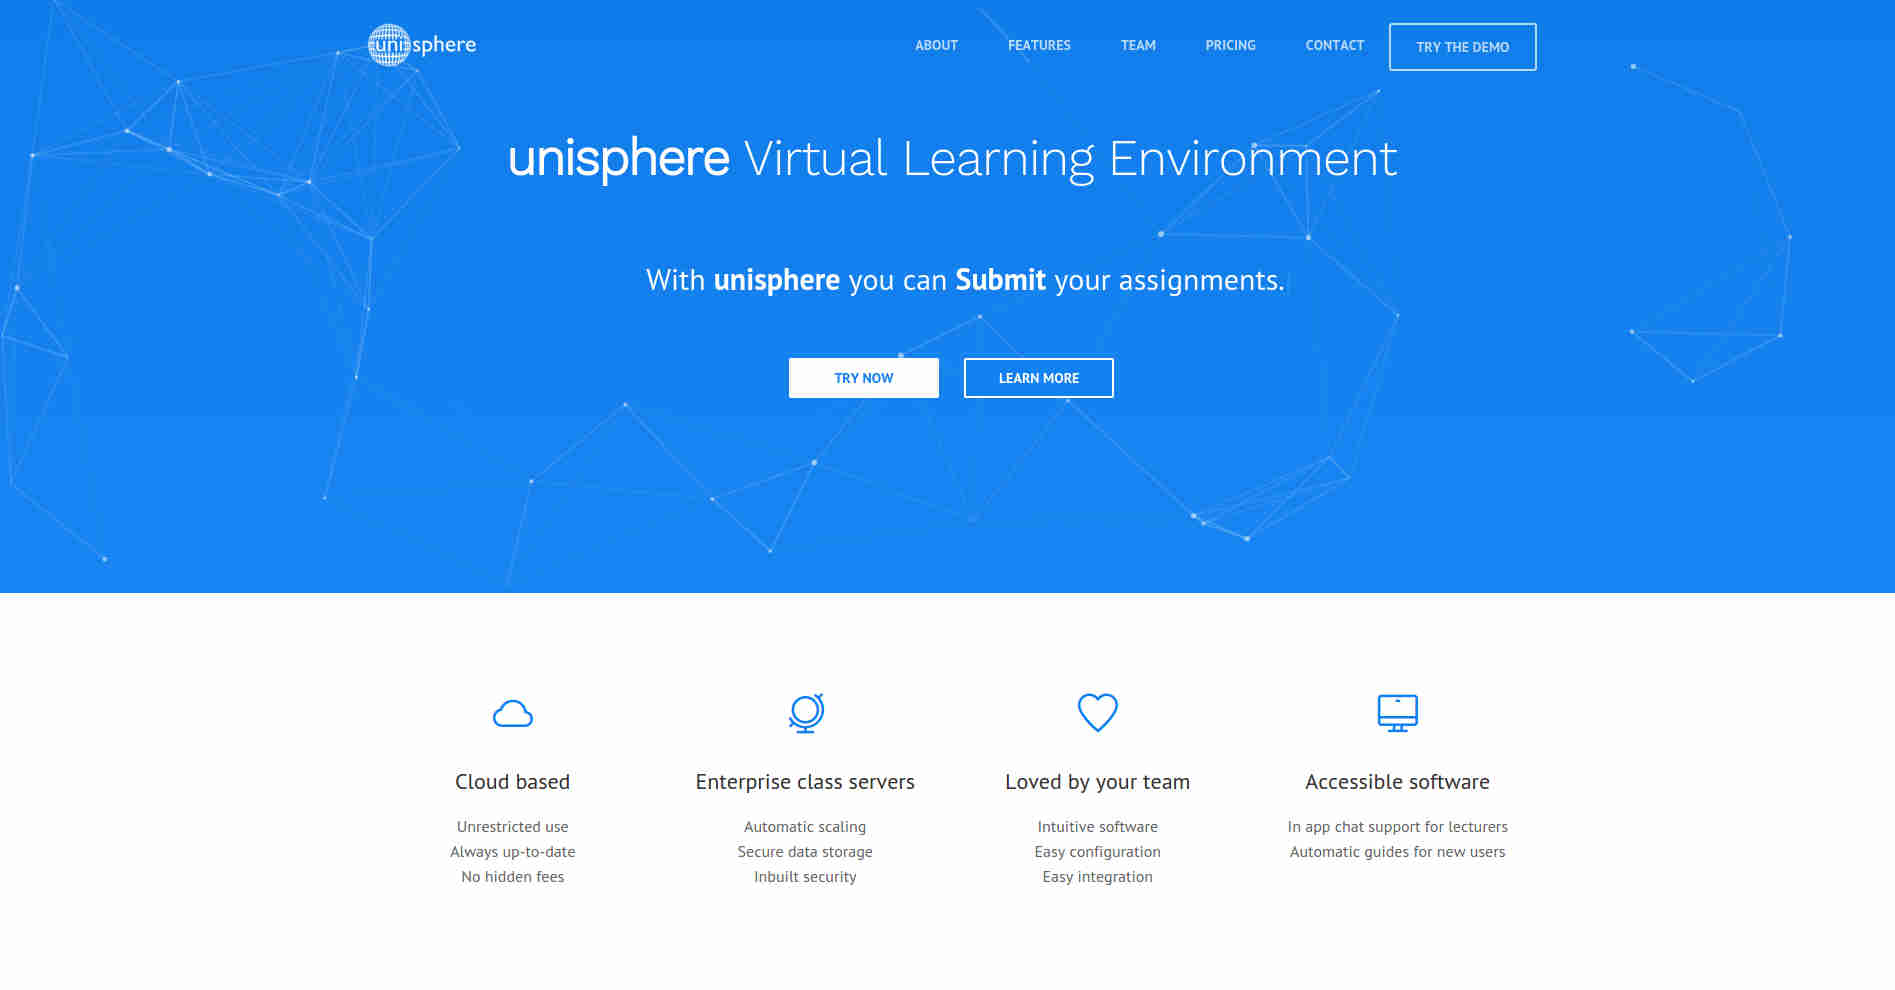 unisphere
ABOUT FEATURES TEAM PRICING CONTACT TRY THE DEMO
unisphere Virtual Learning Environment
With unisphere you can Submit your assignments.
TRY NOW LEARN MORE
Cloud based
Unrestricted use
Always up-to-date
No hidden fees
Enterprise class servers
Automatic scaling
Secure data storage
Inbuilt security
Loved by your team
Intuitive software
Easy configuration
Easy integration
Accessible software
In app chat support for lecturers
Automatic guides for new users